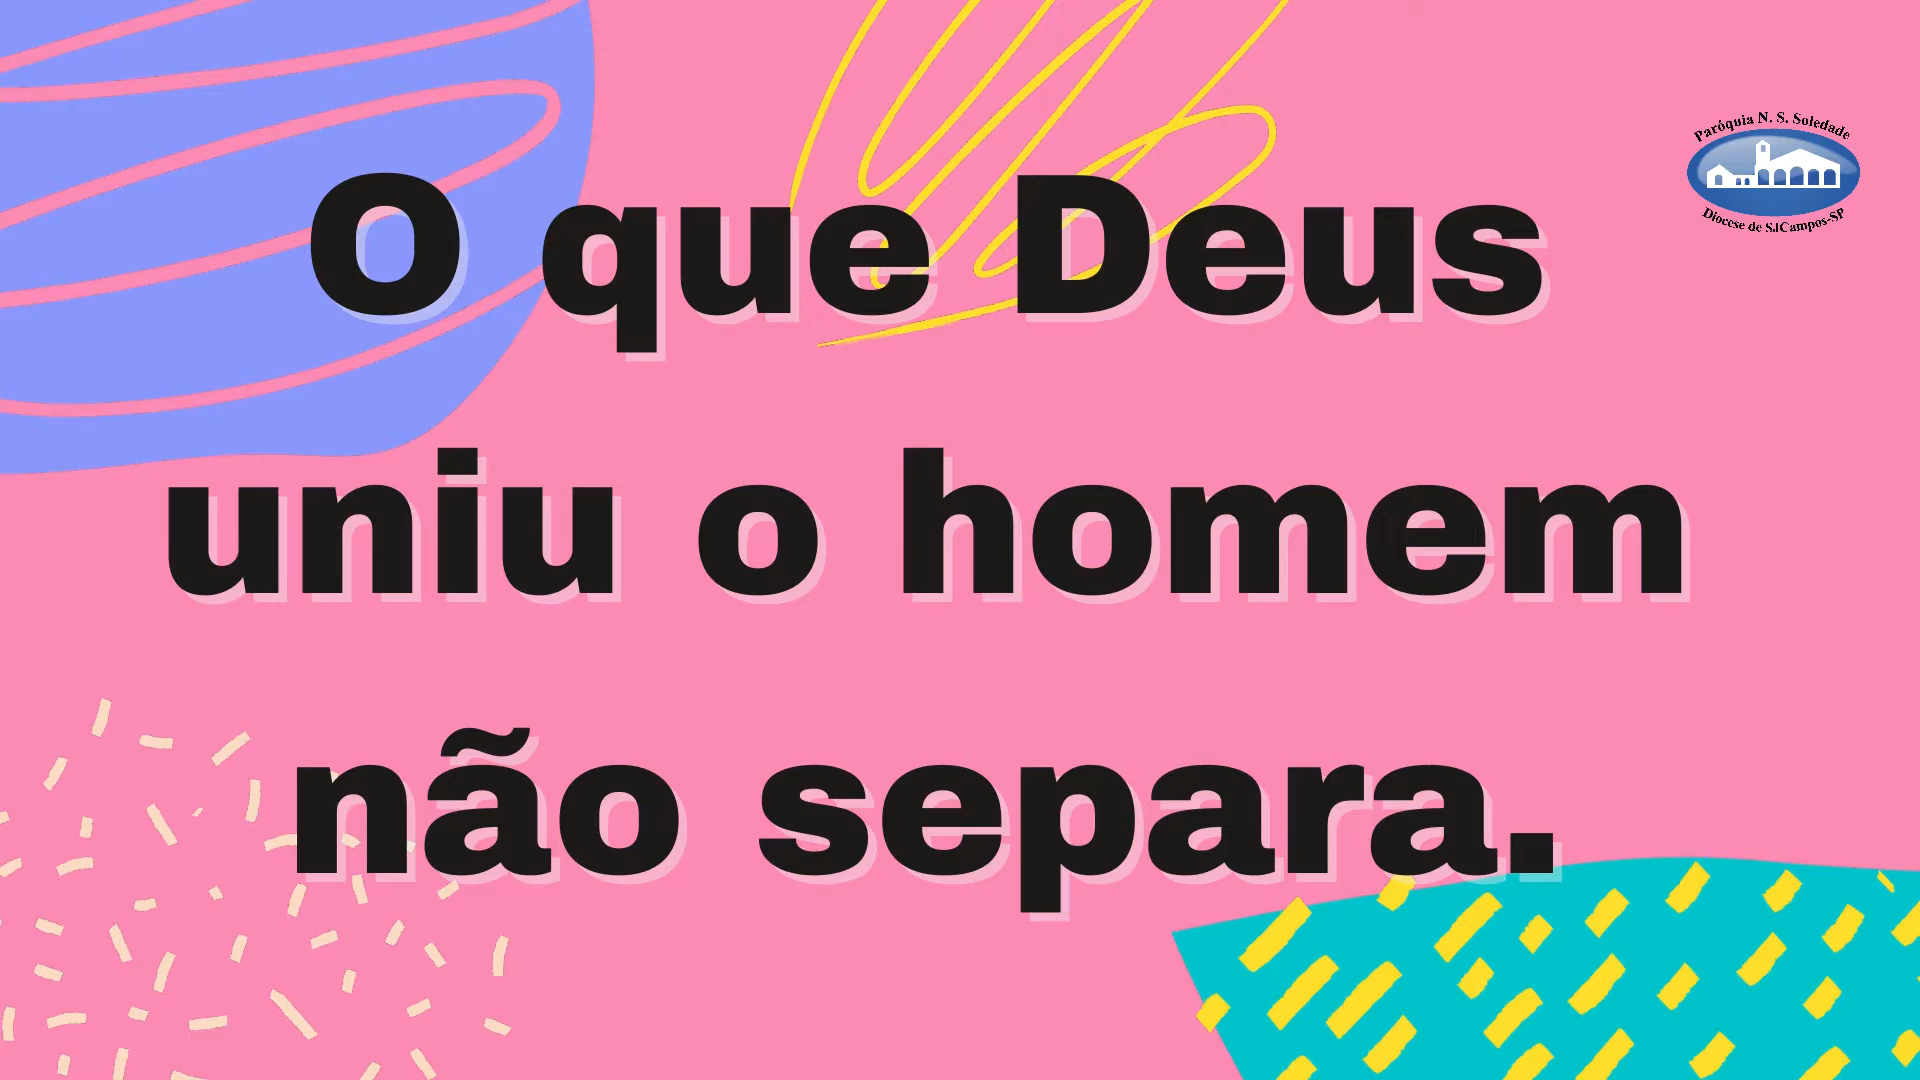 Paróquia N. S. Soledade
Diocese de SJCampos-SP
O que Deus
uniu o homem
não separa.